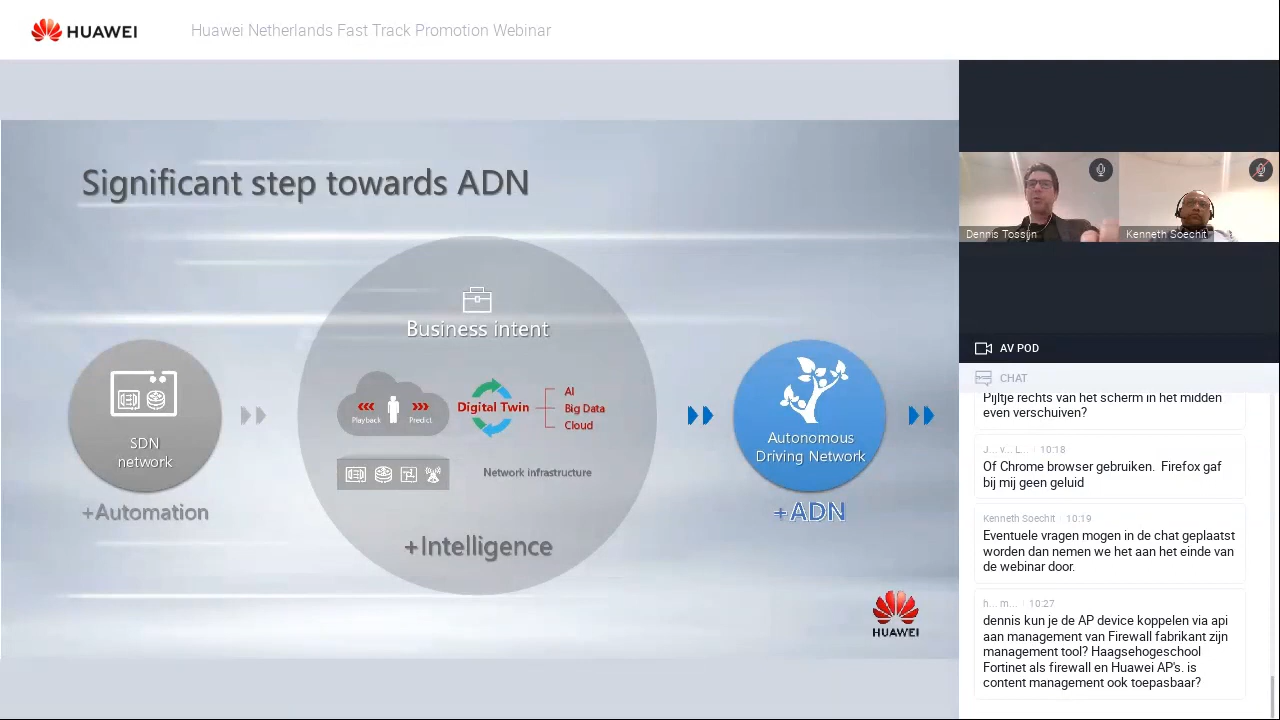 HUAWEI
Huawei Netherlands Fast Track Promotion Webinar
Significant step towards ADN
Business intent
SDN
network
+Automation
Playback
Predict
Digital Twin
AI
Big Data
Cloud
Network infrastructure
+Intelligence
Autonomous
Driving Network
+ADN
HUAWEI
Dennis Tossijn
Kenneth Soechit
AV POD
CHAT
Pijltje rechts van het scherm in het midden
even verschuiven?
J... v... L... 10:18
Of Chrome browser gebruiken. Firefox gaf
bij mij geen geluid
Kenneth Soechit 10:19
Eventuele vragen mogen in de chat geplaatst
worden dan nemen we het aan het einde van
de webinar door.
h... m... 10:27
dennis kun je de AP device koppelen via api
aan management van Firewall fabrikant zijn
management tool? Haagsehogeschool
Fortinet als firewall en Huawei AP's. is
content management ook toepasbaar?